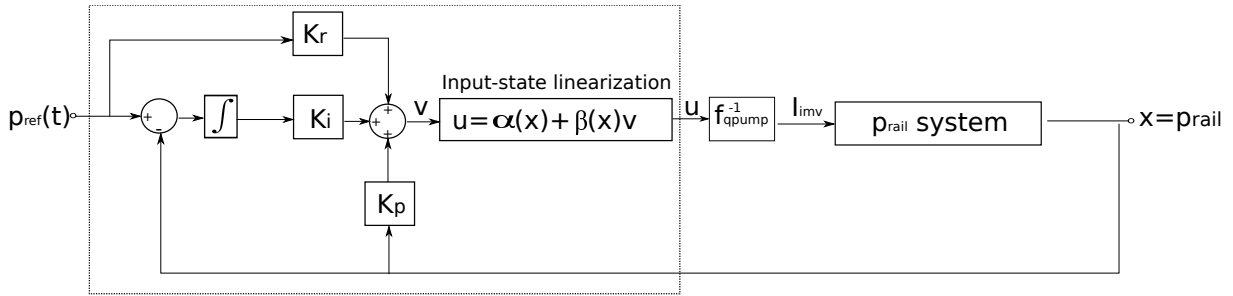 Kr
Input-state linearization
pref(t)
+
-
∫
Ki
+
+
+
v
u=α(x)+β(x)v
u
f-1qpump
Iimv
prail system
x=prail
Kp